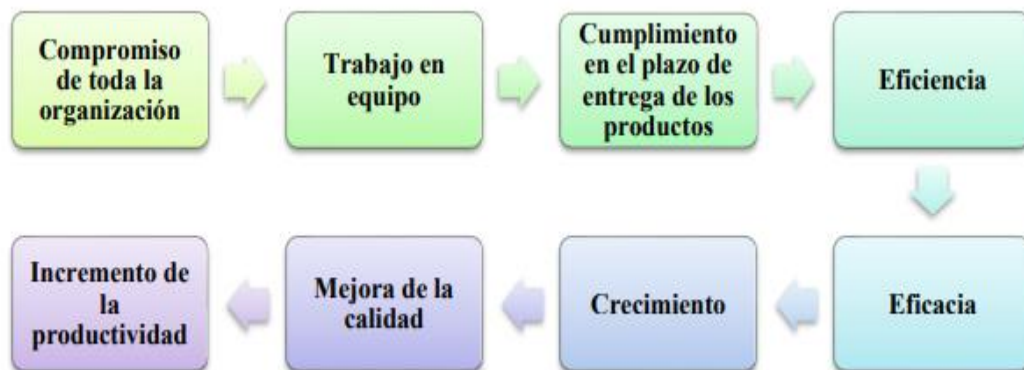 Compromiso
de toda la
organización
Trabajo en
equipo
Cumplimiento
en el plazo de
entrega de los
productos
Eficiencia
Eficacia
Crecimiento
Mejora de la
calidad
Incremento de
la
productividad